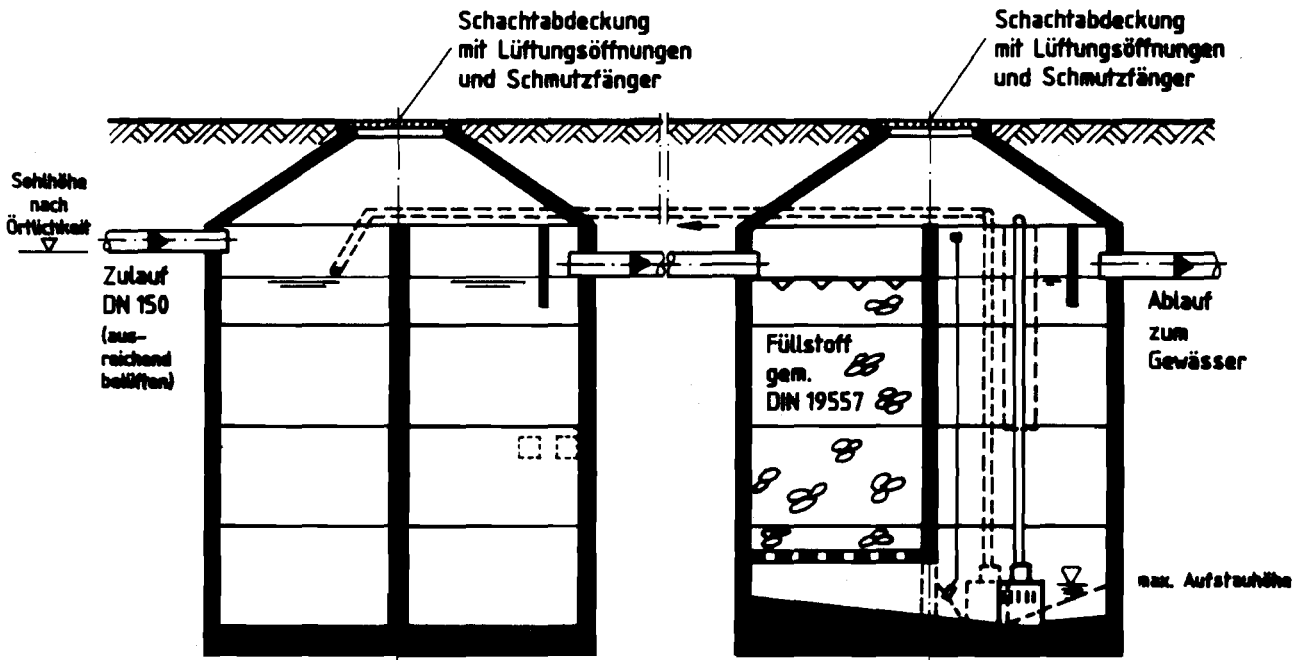 Schachtabdeckung
mit Lüftungsöffnungen
und Schmutzfänger
Schachtabdeckung
mit Lüftungsöffnungen
und Schmutzfänger
Sohlhöhe
nach
Örtlichkeit
Zulauf
DN 150
(aus-
reichend
belüften)
Füllstoff
gem.
DIN 19557
Ablauf
zum
Gewässer
max. Aufstauhöhe